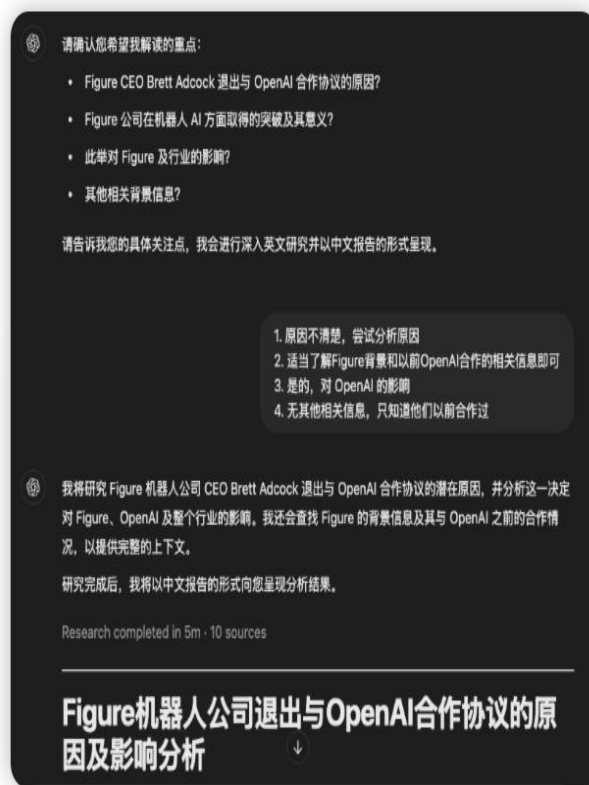 请确认您希望我解读的重点：
• Figure CEO Brett Adcock 退出与 OpenAI 合作协议的原因？
• Figure 公司在机器人 AI 方面取得的突破及其意义？
• 此举对 Figure 及行业的影响？
• 其他相关背景信息？
请告诉我您的具体关注点，我会进行深入英文研究并以中文报告的形式呈现。
1. 原因不清楚，尝试分析原因
2. 适当了解Figure背景和以前OpenAI合作的相关信息即可
3. 是的，对 OpenAI 的影响
4. 无其他相关信息，只知道他们以前合作过
我将研究 Figure 机器人公司 CEO Brett Adcock 退出与 OpenAI 合作协议的潜在原因，并分析这一决定
对 Figure、OpenAI 及整个行业的影响。我还会查找 Figure 的背景信息及其与 OpenAI 之前的合作情
况，以提供完整的上下文。
研究完成后，我将以中文报告的形式向您呈现分析结果。
Research completed in 5m · 10 sources
Figure机器人公司退出与OpenAI合作协议的原
因及影响分析